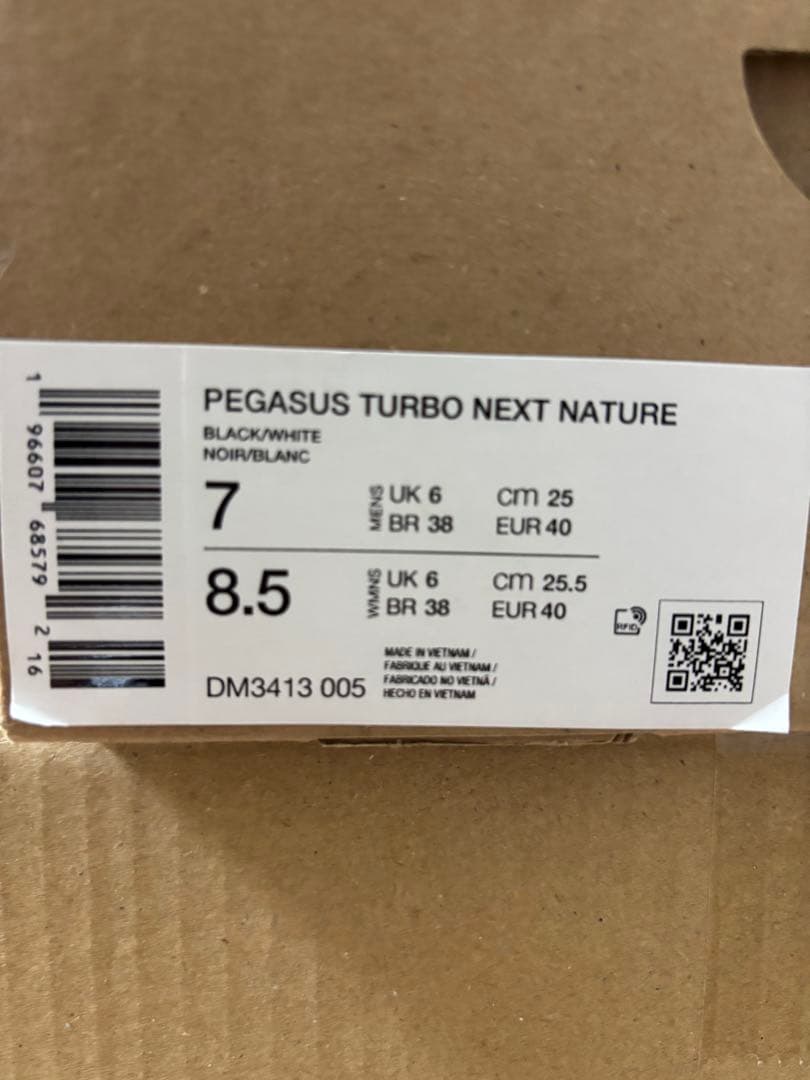 PEGASUS TURBO NEXT NATURE
BLACK/WHITE
NOIR/BLANC
7
MENS
UK 6
cm 25
BR 38
EUR 40
8.5
WMNS
UK 6
cm 25.5
BR 38
EUR 40
RFID
DM3413 005
MADE IN VIETNAM /
FABRIQUE AU VIETNAM /
FABRICADO NO VIETNÃ /
HECHO EN VIETNAM
1 96607 68579 2 16